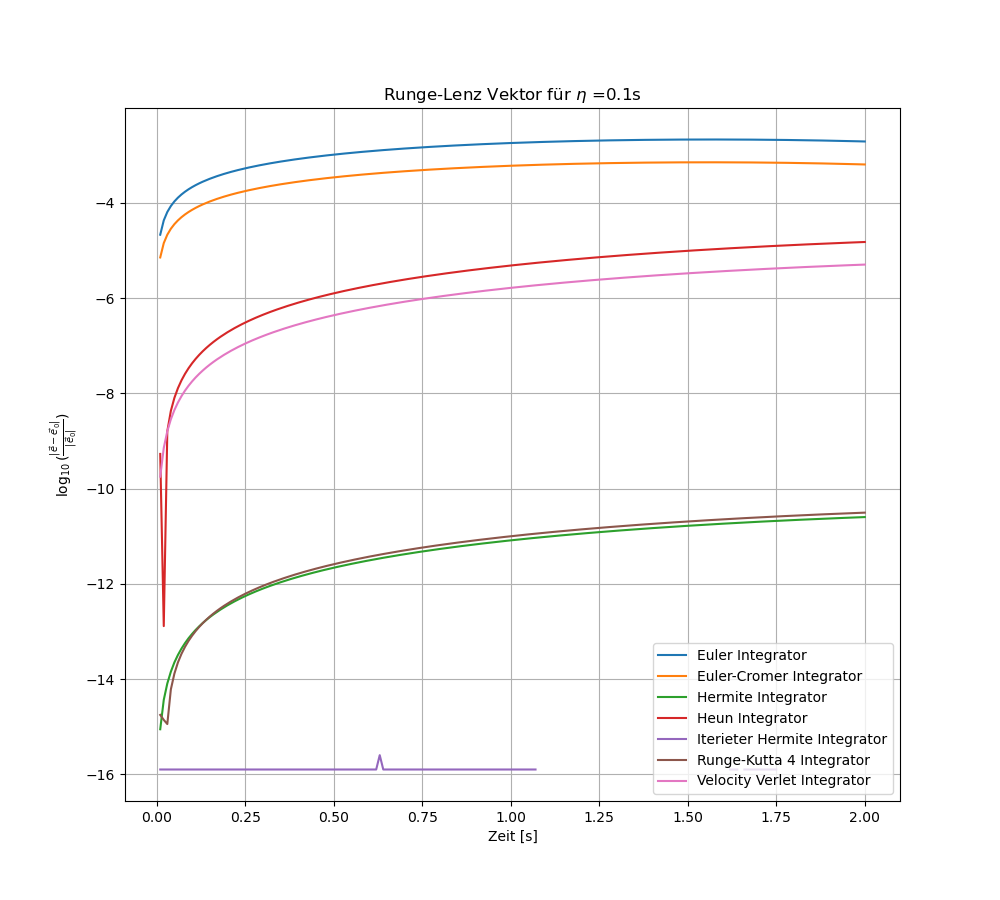 Runge-Lenz Vektor für η =0.1s
log₁₀(|e⃗ − e⃗₀| / |e⃗₀|)
−4
−6
−8
−10
−12
−14
−16
0.00 0.25 0.50 0.75 1.00 1.25 1.50 1.75 2.00
Zeit [s]
Euler Integrator
Euler-Cromer Integrator
Hermite Integrator
Heun Integrator
Iterieter Hermite Integrator
Runge-Kutta 4 Integrator
Velocity Verlet Integrator